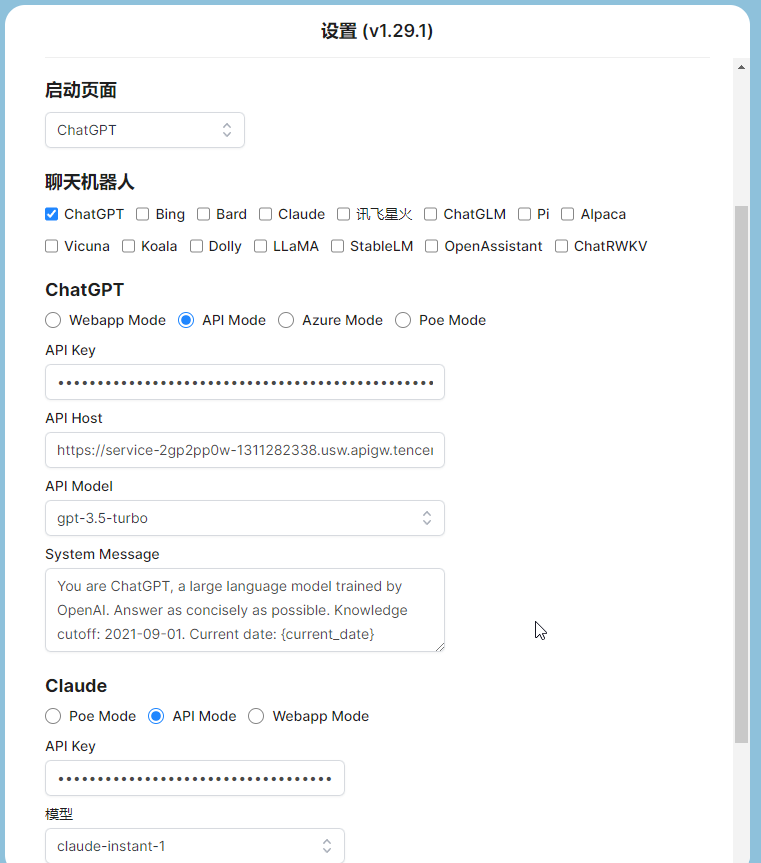 设置 (v1.29.1)
启动页面
ChatGPT
聊天机器人
ChatGPT Bing Bard Claude 讯飞星火 ChatGLM Pi Alpaca
Vicuna Koala Dolly LLaMA StableLM OpenAssistant ChatRWKV
ChatGPT
Webapp Mode API Mode Azure Mode Poe Mode
API Key
API Host
https://service-2gp2pp0w-1311282338.usw.apigw.tencen
API Model
gpt-3.5-turbo
System Message
You are ChatGPT, a large language model trained by
OpenAI. Answer as concisely as possible. Knowledge
cutoff: 2021-09-01. Current date: {current_date}
Claude
Poe Mode API Mode Webapp Mode
API Key
模型
claude-instant-1